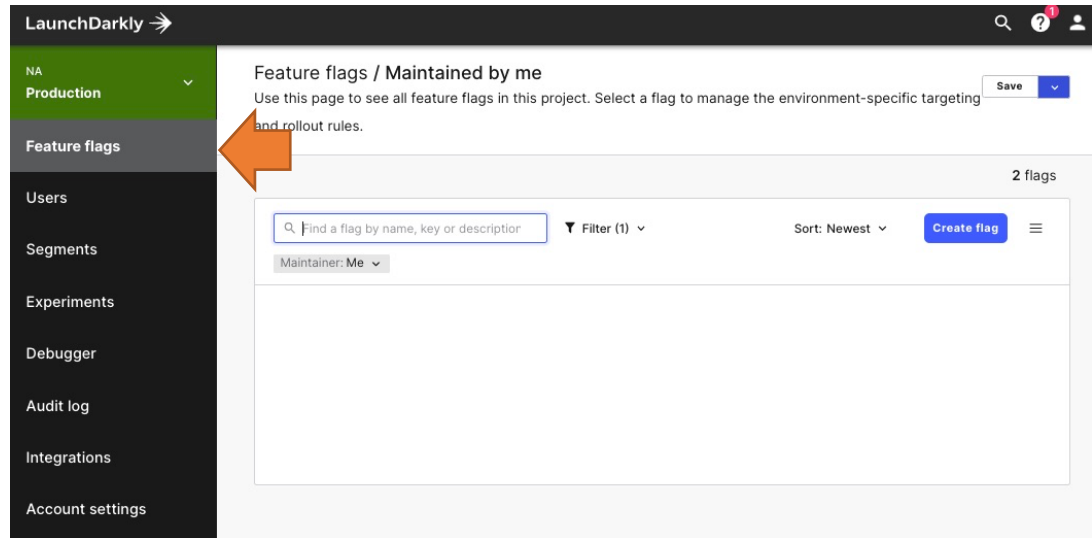 LaunchDarkly
1
?
NA
Production
Feature flags
Users
Segments
Experiments
Debugger
Audit log
Integrations
Account settings
Feature flags / Maintained by me
Use this page to see all feature flags in this project. Select a flag to manage the environment-specific targeting
and rollout rules.
Save
2 flags
Find a flag by name, key or description
Filter (1)
Sort: Newest
Create flag
Maintainer: Me